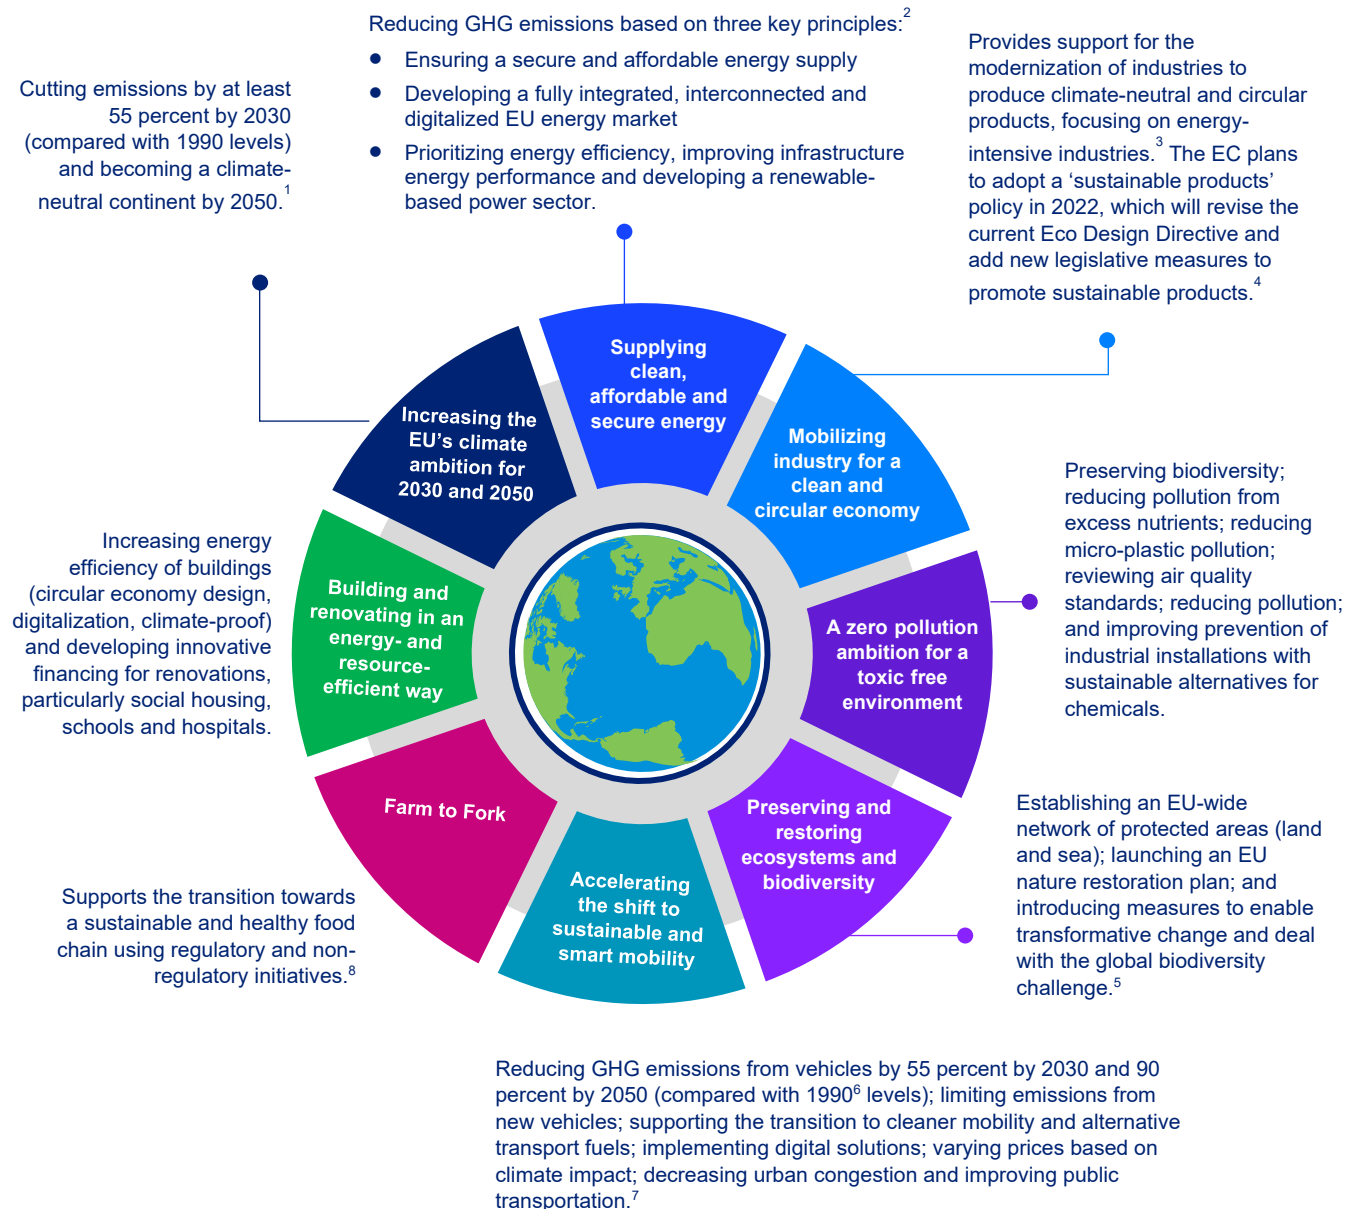 Reducing GHG emissions based on three key principles:2
● Ensuring a secure and affordable energy supply
● Developing a fully integrated, interconnected and
digitalized EU energy market
● Prioritizing energy efficiency, improving infrastructure
energy performance and developing a renewable-
based power sector.
Cutting emissions by at least
55 percent by 2030
(compared with 1990 levels)
and becoming a climate-
neutral continent by 2050.1
Provides support for the
modernization of industries to
produce climate-neutral and circular
products, focusing on energy-
intensive industries.3 The EC plans
to adopt a ‘sustainable products’
policy in 2022, which will revise the
current Eco Design Directive and
add new legislative measures to
promote sustainable products.4
Supplying
clean,
affordable and
secure energy
Increasing the
EU’s climate
ambition for
2030 and 2050
Mobilizing
industry for a
clean and
circular economy
Preserving biodiversity;
reducing pollution from
excess nutrients; reducing
micro-plastic pollution;
reviewing air quality
standards; reducing pollution;
and improving prevention of
industrial installations with
sustainable alternatives for
chemicals.
Increasing energy
efficiency of buildings
(circular economy design,
digitalization, climate-proof)
and developing innovative
financing for renovations,
particularly social housing,
schools and hospitals.
Building and
renovating in an
energy- and
resource-
efficient way
A zero pollution
ambition for a
toxic free
environment
Farm to Fork
Preserving and
restoring
ecosystems and
biodiversity
Accelerating
the shift to
sustainable and
smart mobility
Establishing an EU-wide
network of protected areas (land
and sea); launching an EU
nature restoration plan; and
introducing measures to enable
transformative change and deal
with the global biodiversity
challenge.5
Supports the transition towards
a sustainable and healthy food
chain using regulatory and non-
regulatory initiatives.8
Reducing GHG emissions from vehicles by 55 percent by 2030 and 90
percent by 2050 (compared with 19906 levels); limiting emissions from
new vehicles; supporting the transition to cleaner mobility and alternative
transport fuels; implementing digital solutions; varying prices based on
climate impact; decreasing urban congestion and improving public
transportation.7